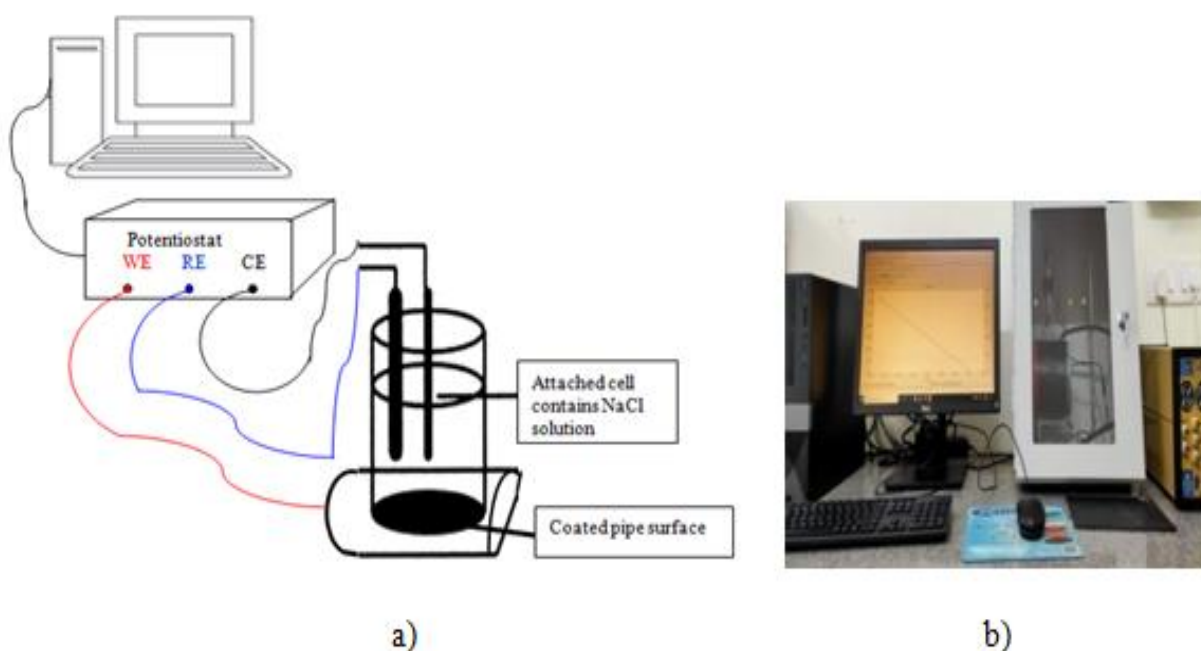 Potentiostat
WE RE CE
Attached cell
contains NaCl
solution
Coated pipe surface
a)
b)